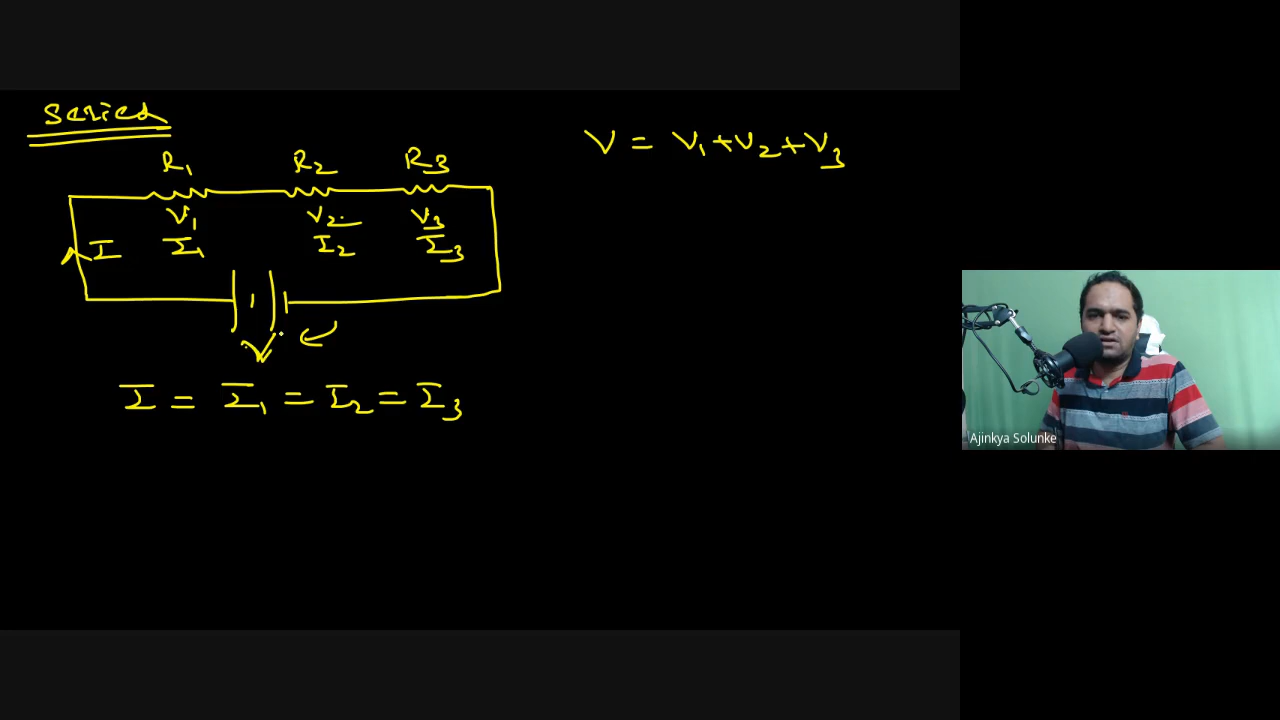 Series
V = V1+V2+V3
R1 R2 R3
V1 V2 V3
I I1 I2 I3
V
I = I1 = I2 = I3
Ajinkya Solunke